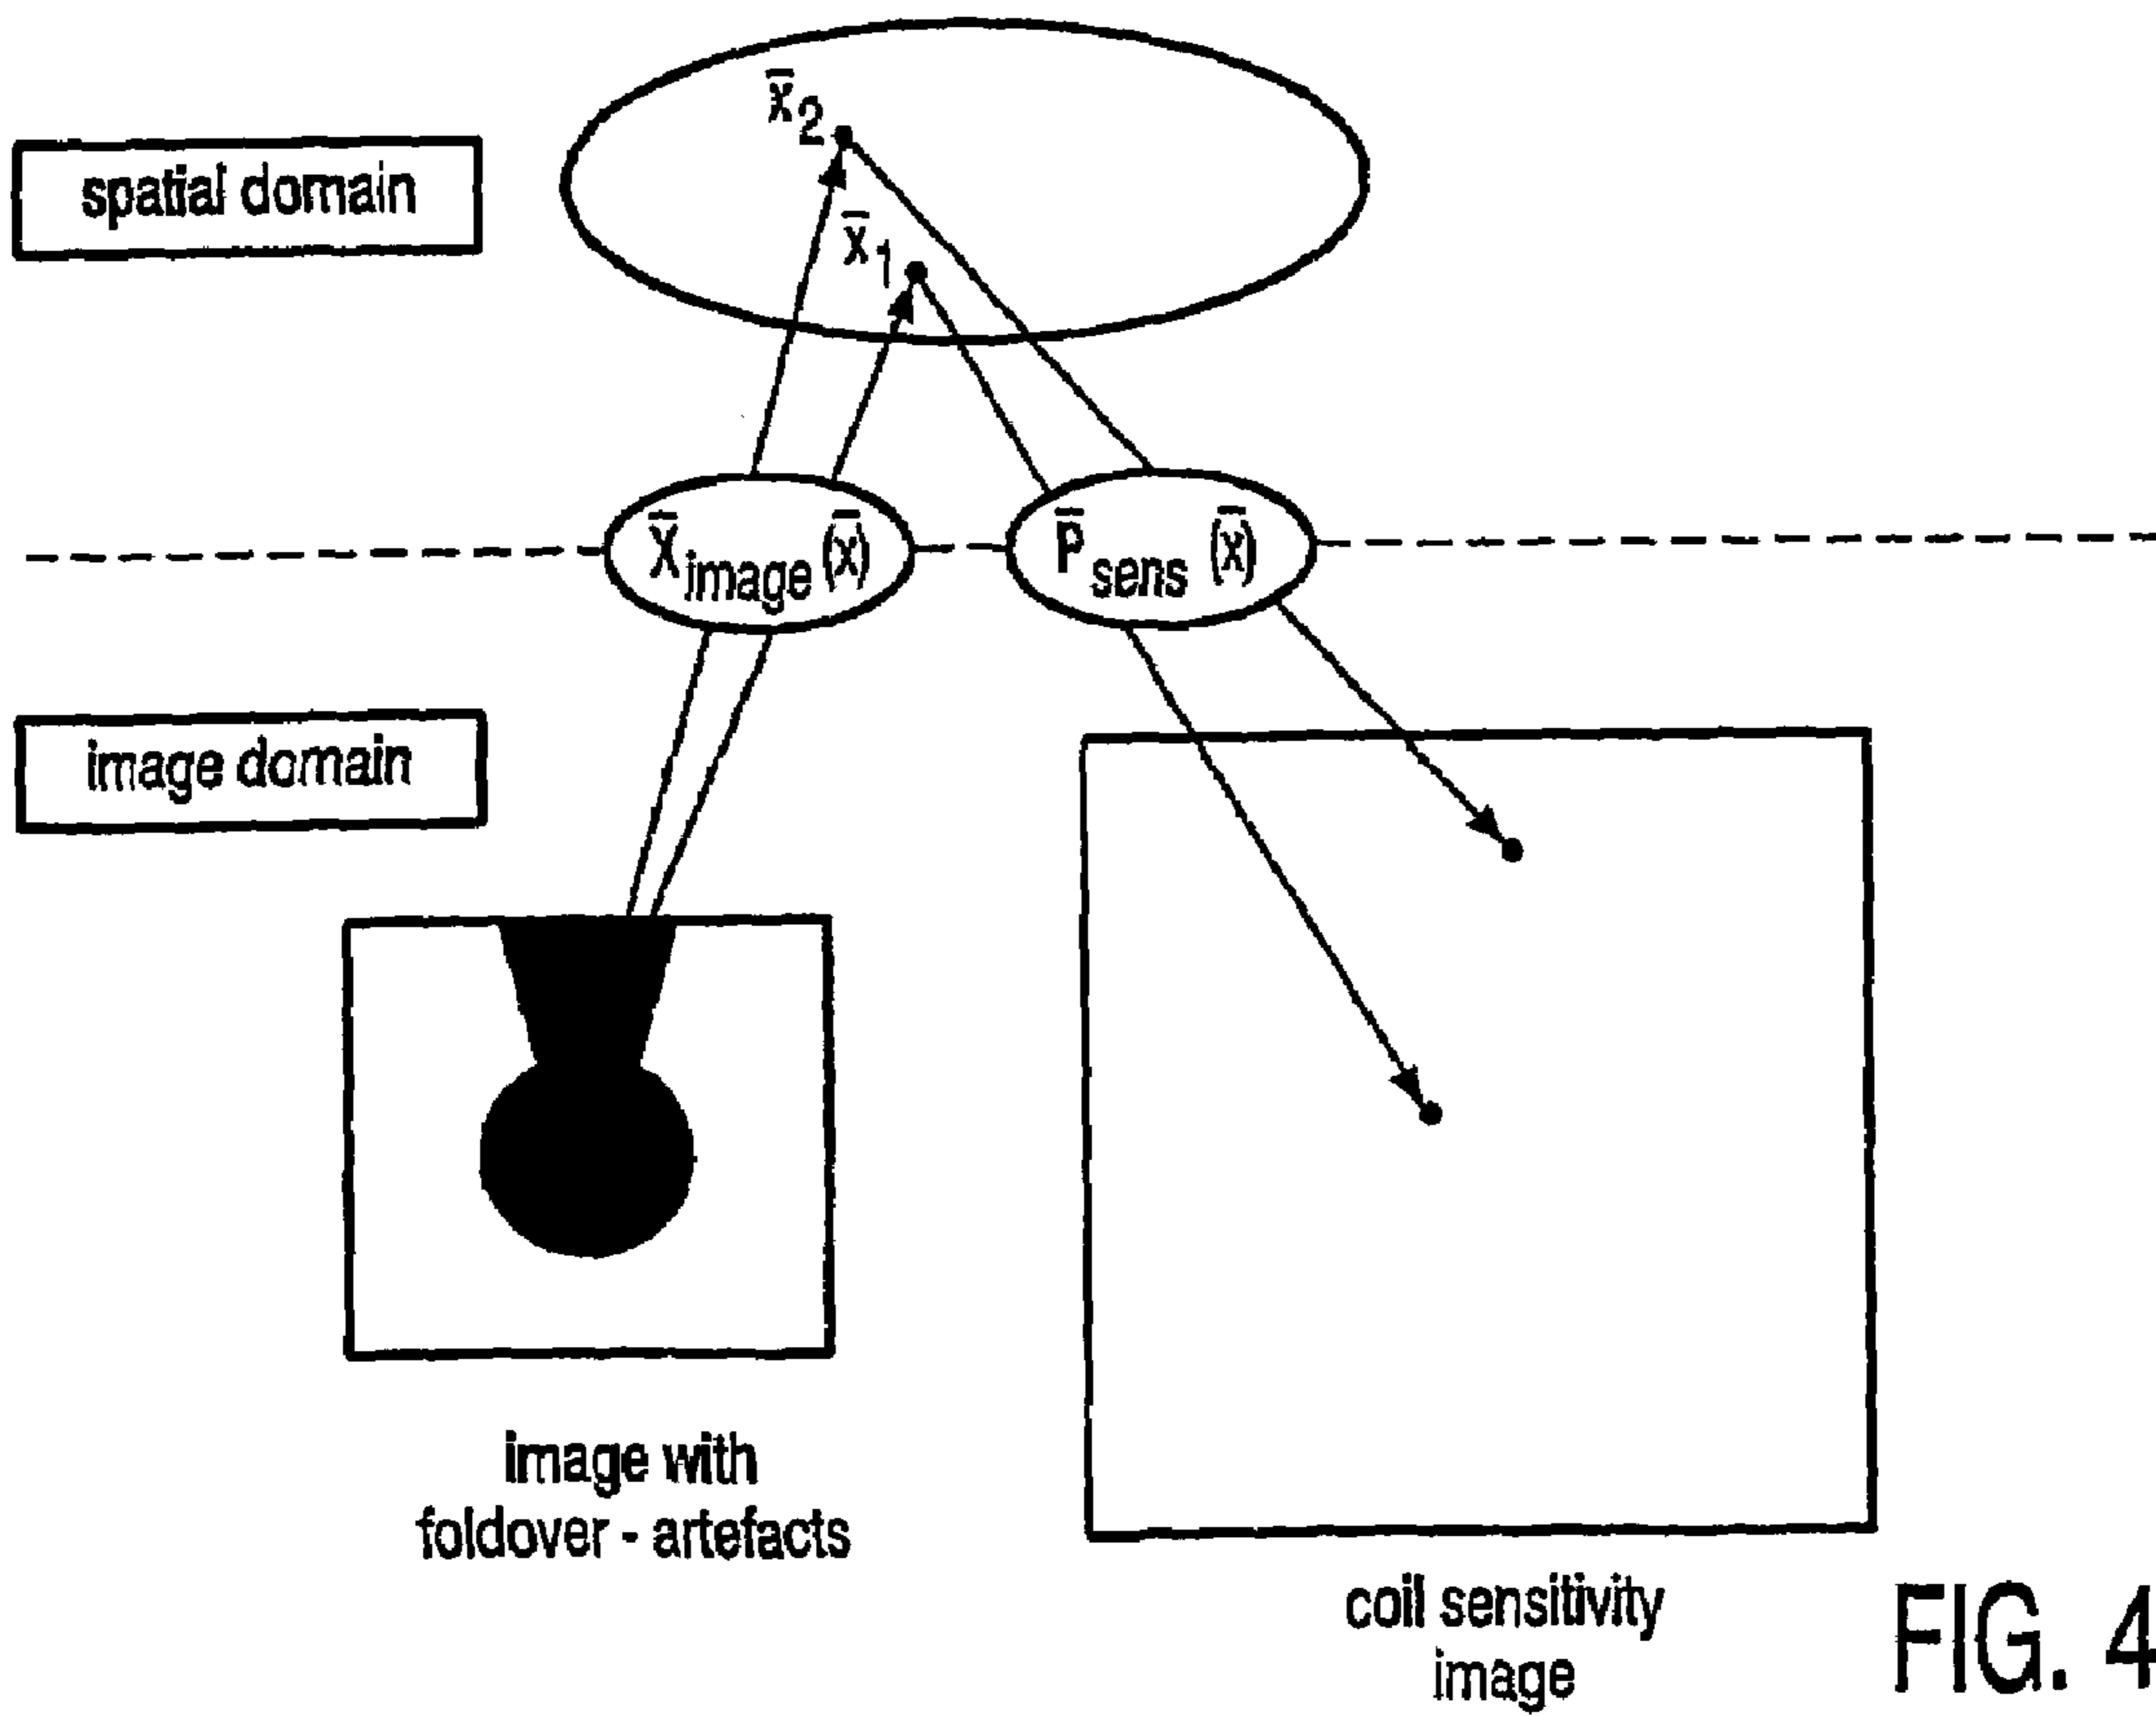 x̄₂
spatial domain
x̄₁
X̄image (x̄)
P̄sens (x̄)
image domain
image with
foldover - artefacts
coil sensitivity
image
FIG. 4